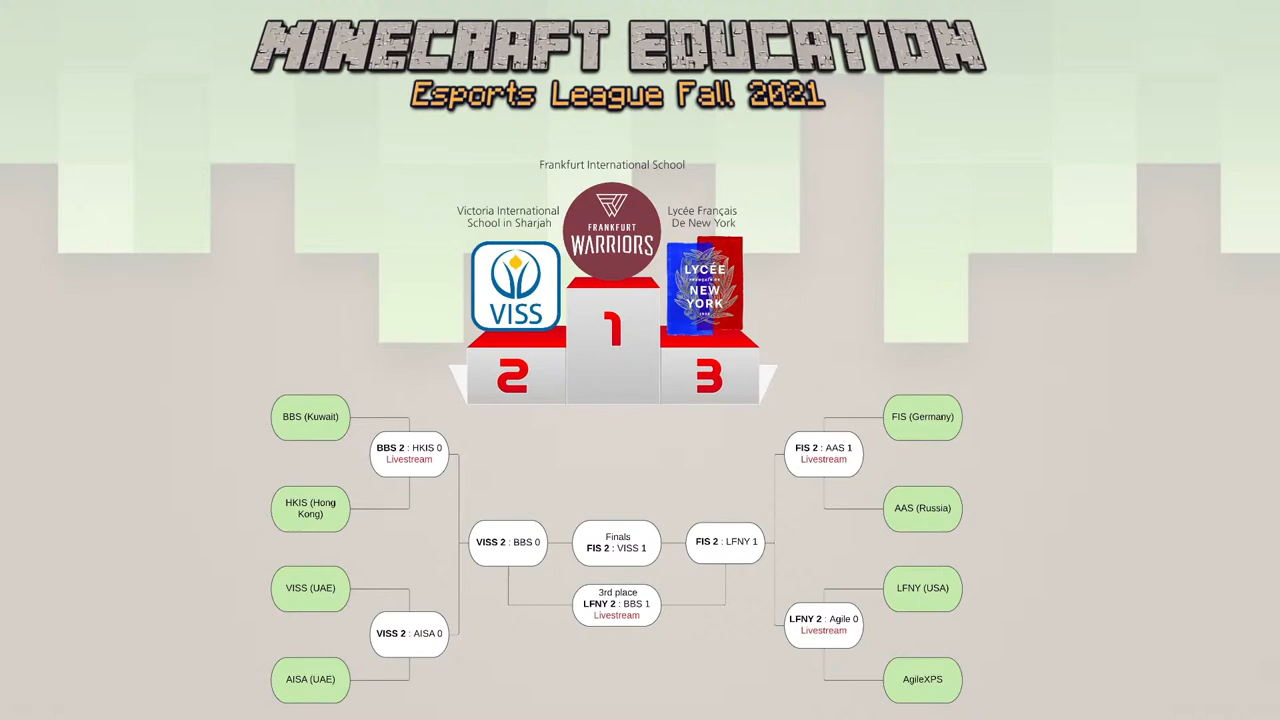 MINECRAFT EDUCATION
Esports League Fall 2021
Frankfurt International School
Victoria International
School in Sharjah
Lycée Français
De New York
FRANKFURT
WARRIORS
VISS
LYCÉE
FRANÇAIS DE
NEW
YORK
1
2
3
BBS (Kuwait)
BBS 2 : HKIS 0
Livestream
HKIS (Hong
Kong)
VISS (UAE)
VISS 2 : AISA 0
AISA (UAE)
VISS 2 : BBS 0
Finals
FIS 2 : VISS 1
3rd place
LFNY 2 : BBS 1
Livestream
FIS 2 : LFNY 1
FIS (Germany)
FIS 2 : AAS 1
Livestream
AAS (Russia)
LFNY (USA)
LFNY 2 : Agile 0
Livestream
AgileXPS